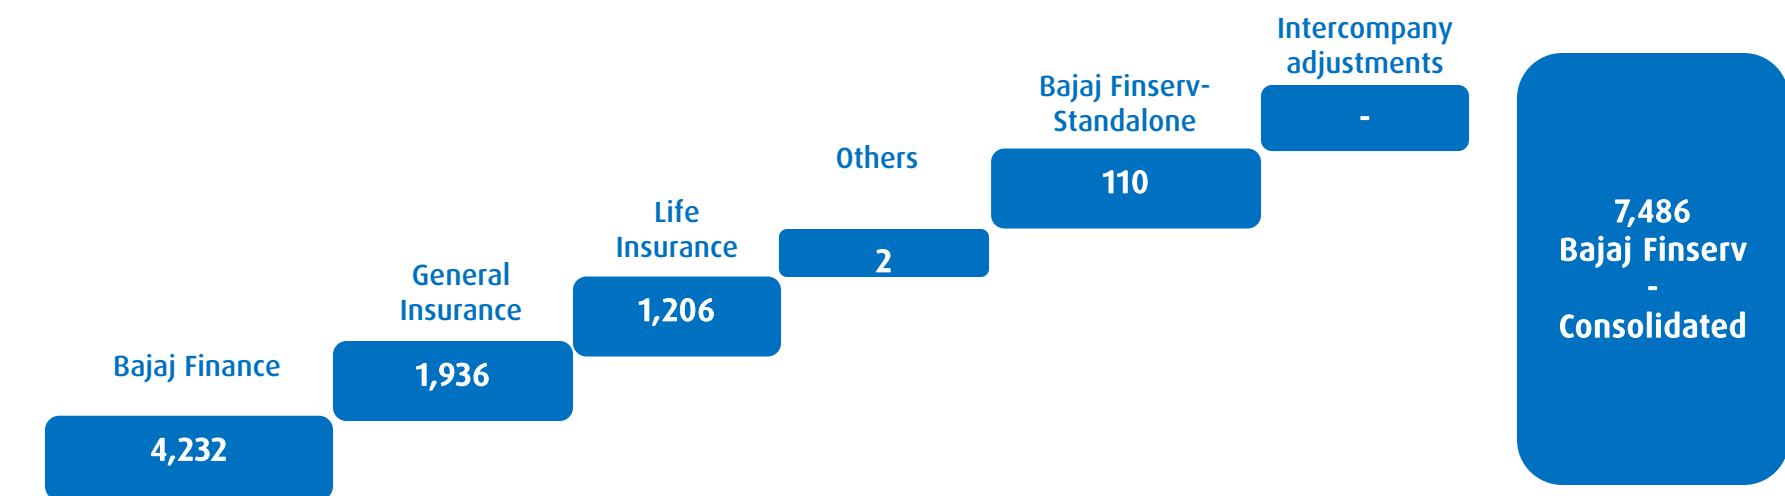 Bajaj Finance
4,232
General
Insurance
1,936
Life
Insurance
1,206
Others
2
Bajaj Finserv-
Standalone
110
Intercompany
adjustments
-
7,486
Bajaj Finserv
-
Consolidated